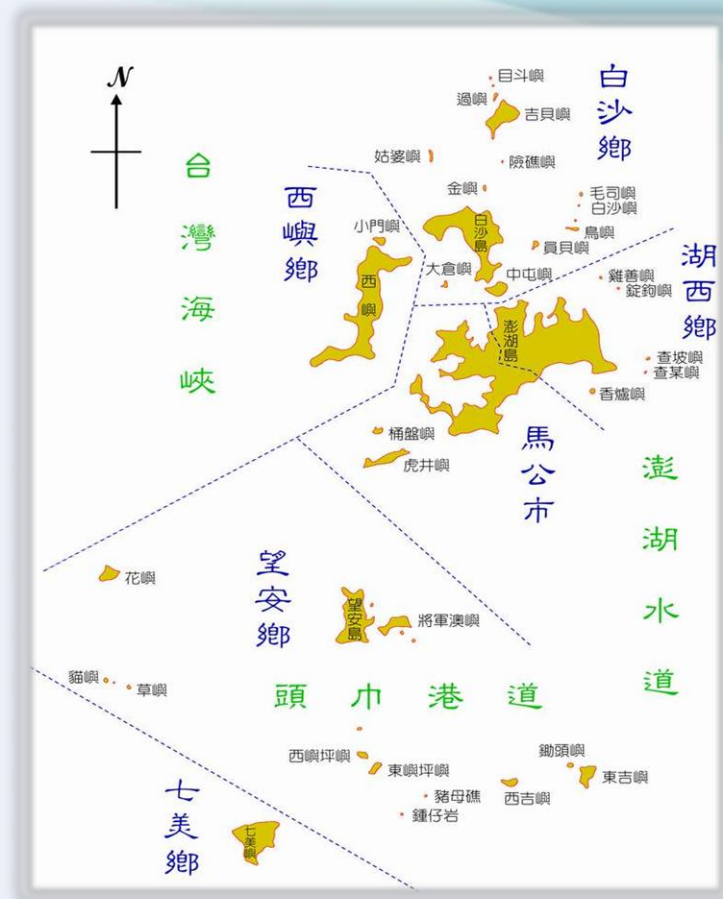 N
台灣海峽
白沙鄉
目斗嶼
過嶼
吉貝嶼
姑婆嶼
險礁嶼
金嶼
毛司嶼
白沙嶼
鳥嶼
員貝嶼
白沙島
大倉嶼
中屯嶼
西嶼鄉
小門嶼
西嶼
湖西鄉
雞善嶼
錠鉤嶼
查坡嶼
查某嶼
香爐嶼
澎湖島
馬公市
桶盤嶼
虎井嶼
澎湖水道
望安鄉
花嶼
望安島
將軍澳嶼
貓嶼
草嶼
頭巾港道
西嶼坪嶼
東嶼坪嶼
豬母礁
鍾仔岩
鋤頭嶼
東吉嶼
西吉嶼
七美鄉
七美嶼